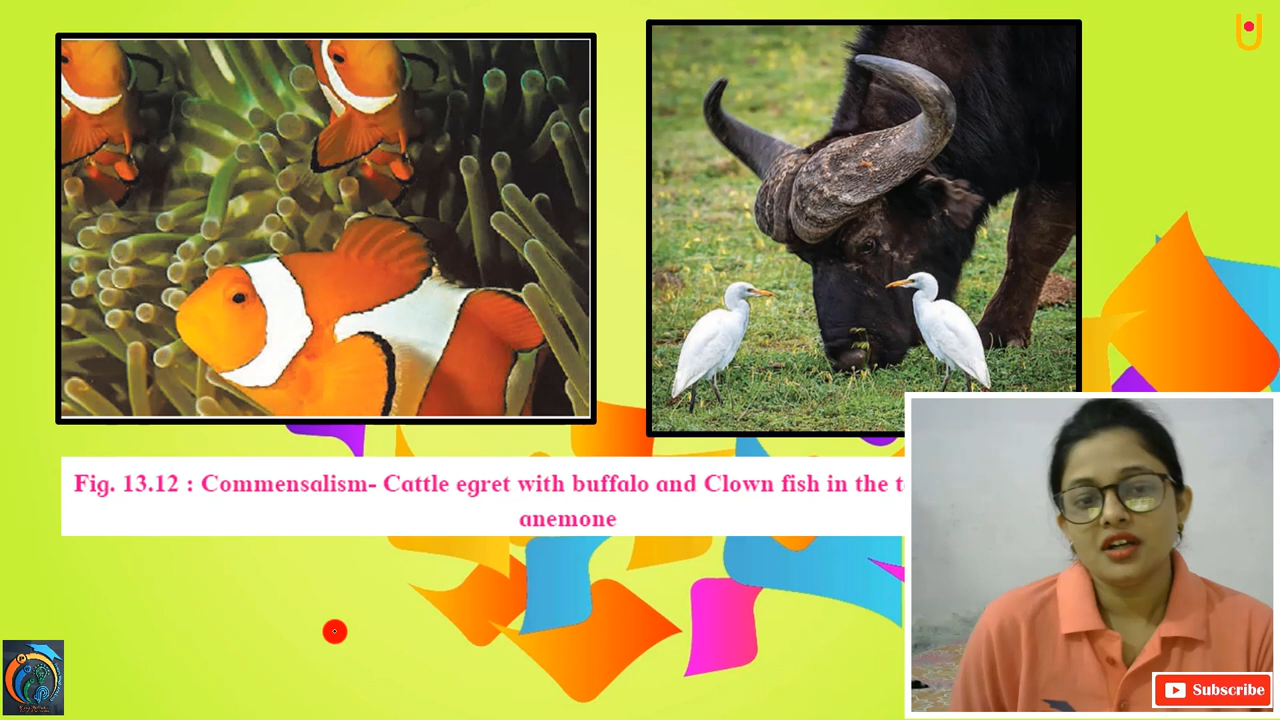 Fig. 13.12 : Commensalism- Cattle egret with buffalo and Clown fish in the
anemone
Subscribe